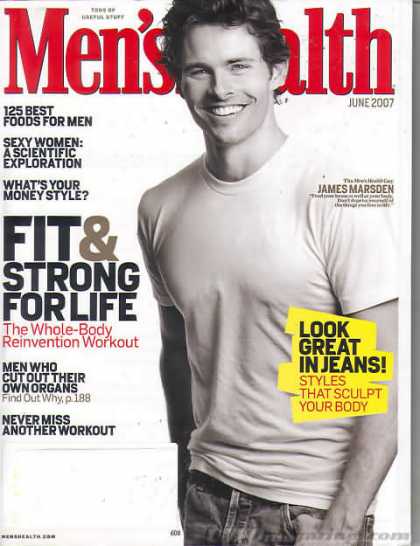 TONS OF
USEFUL STUFF
Men's Health
JUNE 2007
125 BEST
FOODS FOR MEN
SEXY WOMEN:
A SCIENTIFIC
EXPLORATION
WHAT'S YOUR
MONEY STYLE?
The Men's Health Guy
JAMES MARSDEN
FIT &
STRONG
FOR LIFE
The Whole-Body
Reinvention Workout
LOOK
GREAT
IN JEANS!
STYLES
THAT SCULPT
YOUR BODY
MEN WHO
CUT OUT THEIR
OWN ORGANS
Find Out Why, p.188
NEVER MISS
ANOTHER WORKOUT
MENSHEALTH.COM
608